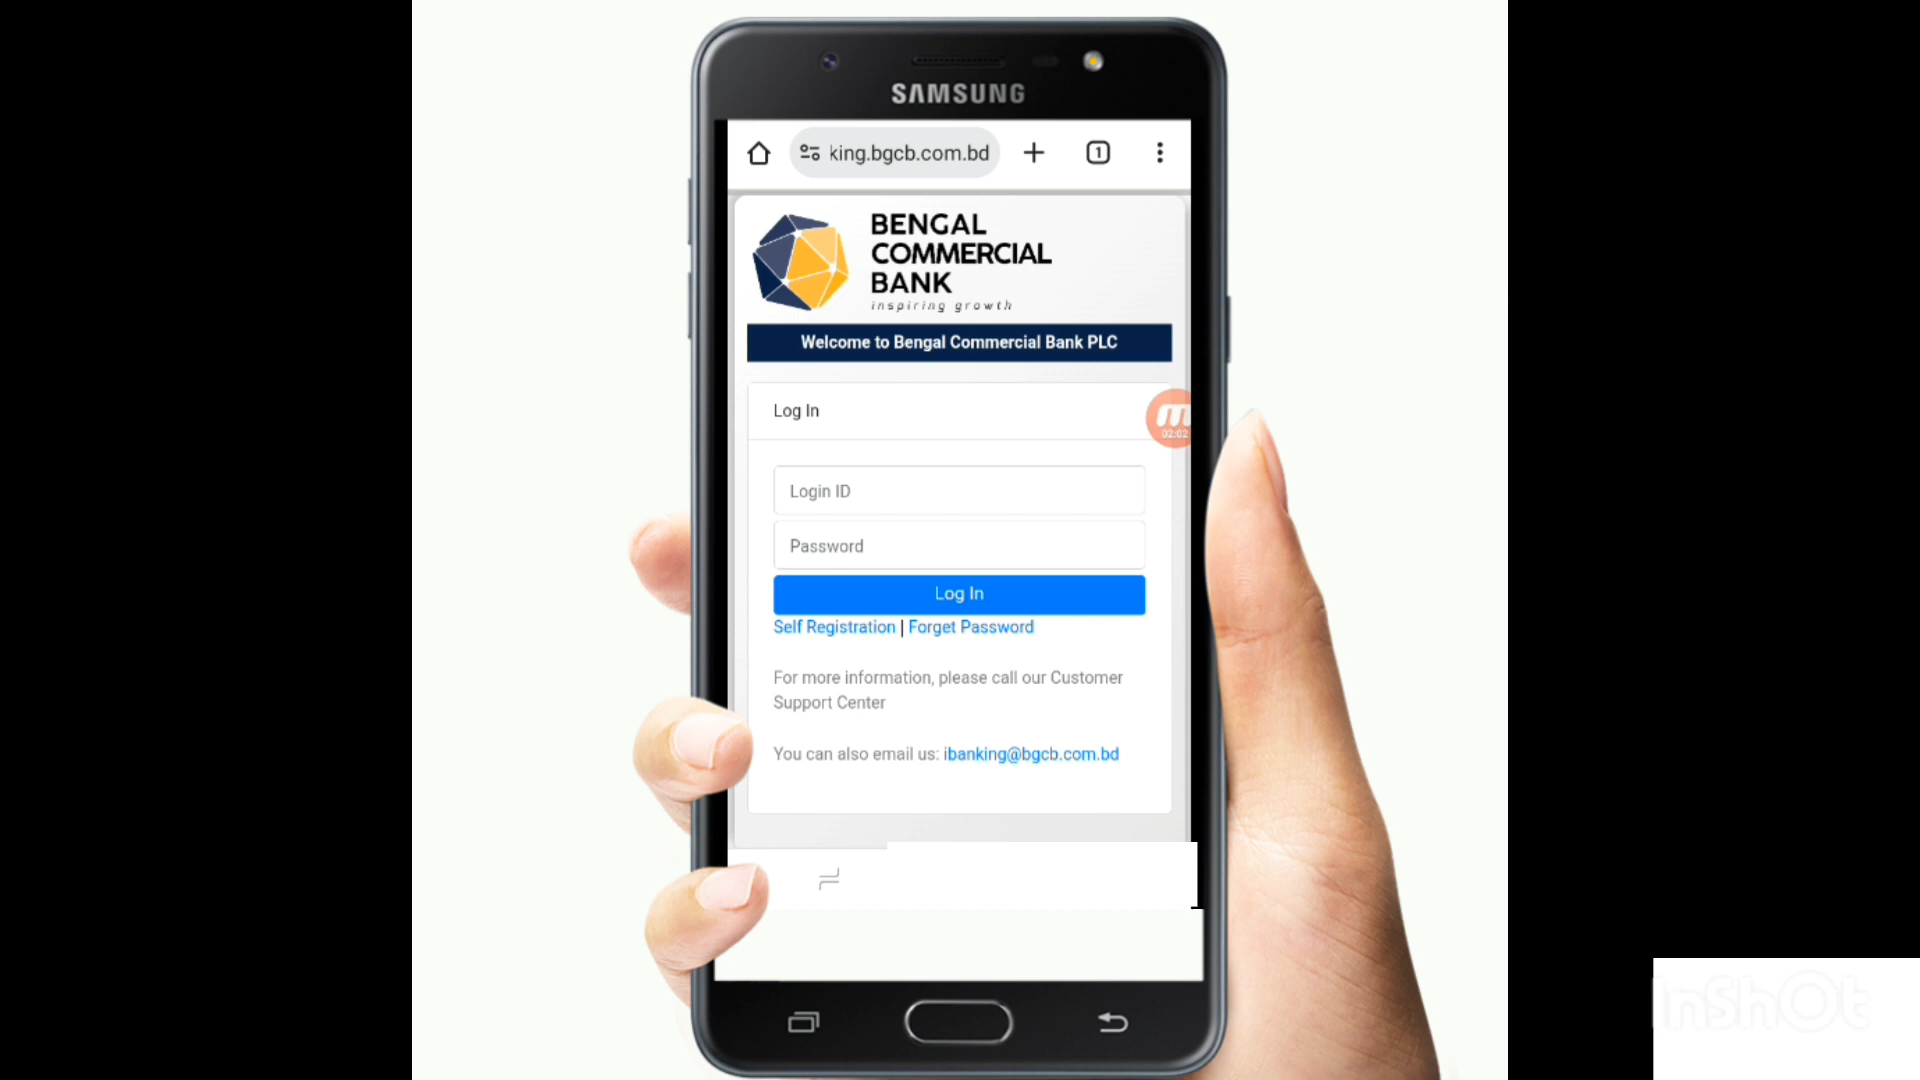 SAMSUNG
king.bgcb.com.bd
1
BENGAL
COMMERCIAL
BANK
inspiring growth
Welcome to Bengal Commercial Bank PLC
Log In
02:02
Login ID
Password
Log In
Self Registration | Forget Password
For more information, please call our Customer
Support Center
You can also email us: ibanking@bgcb.com.bd
InShOt